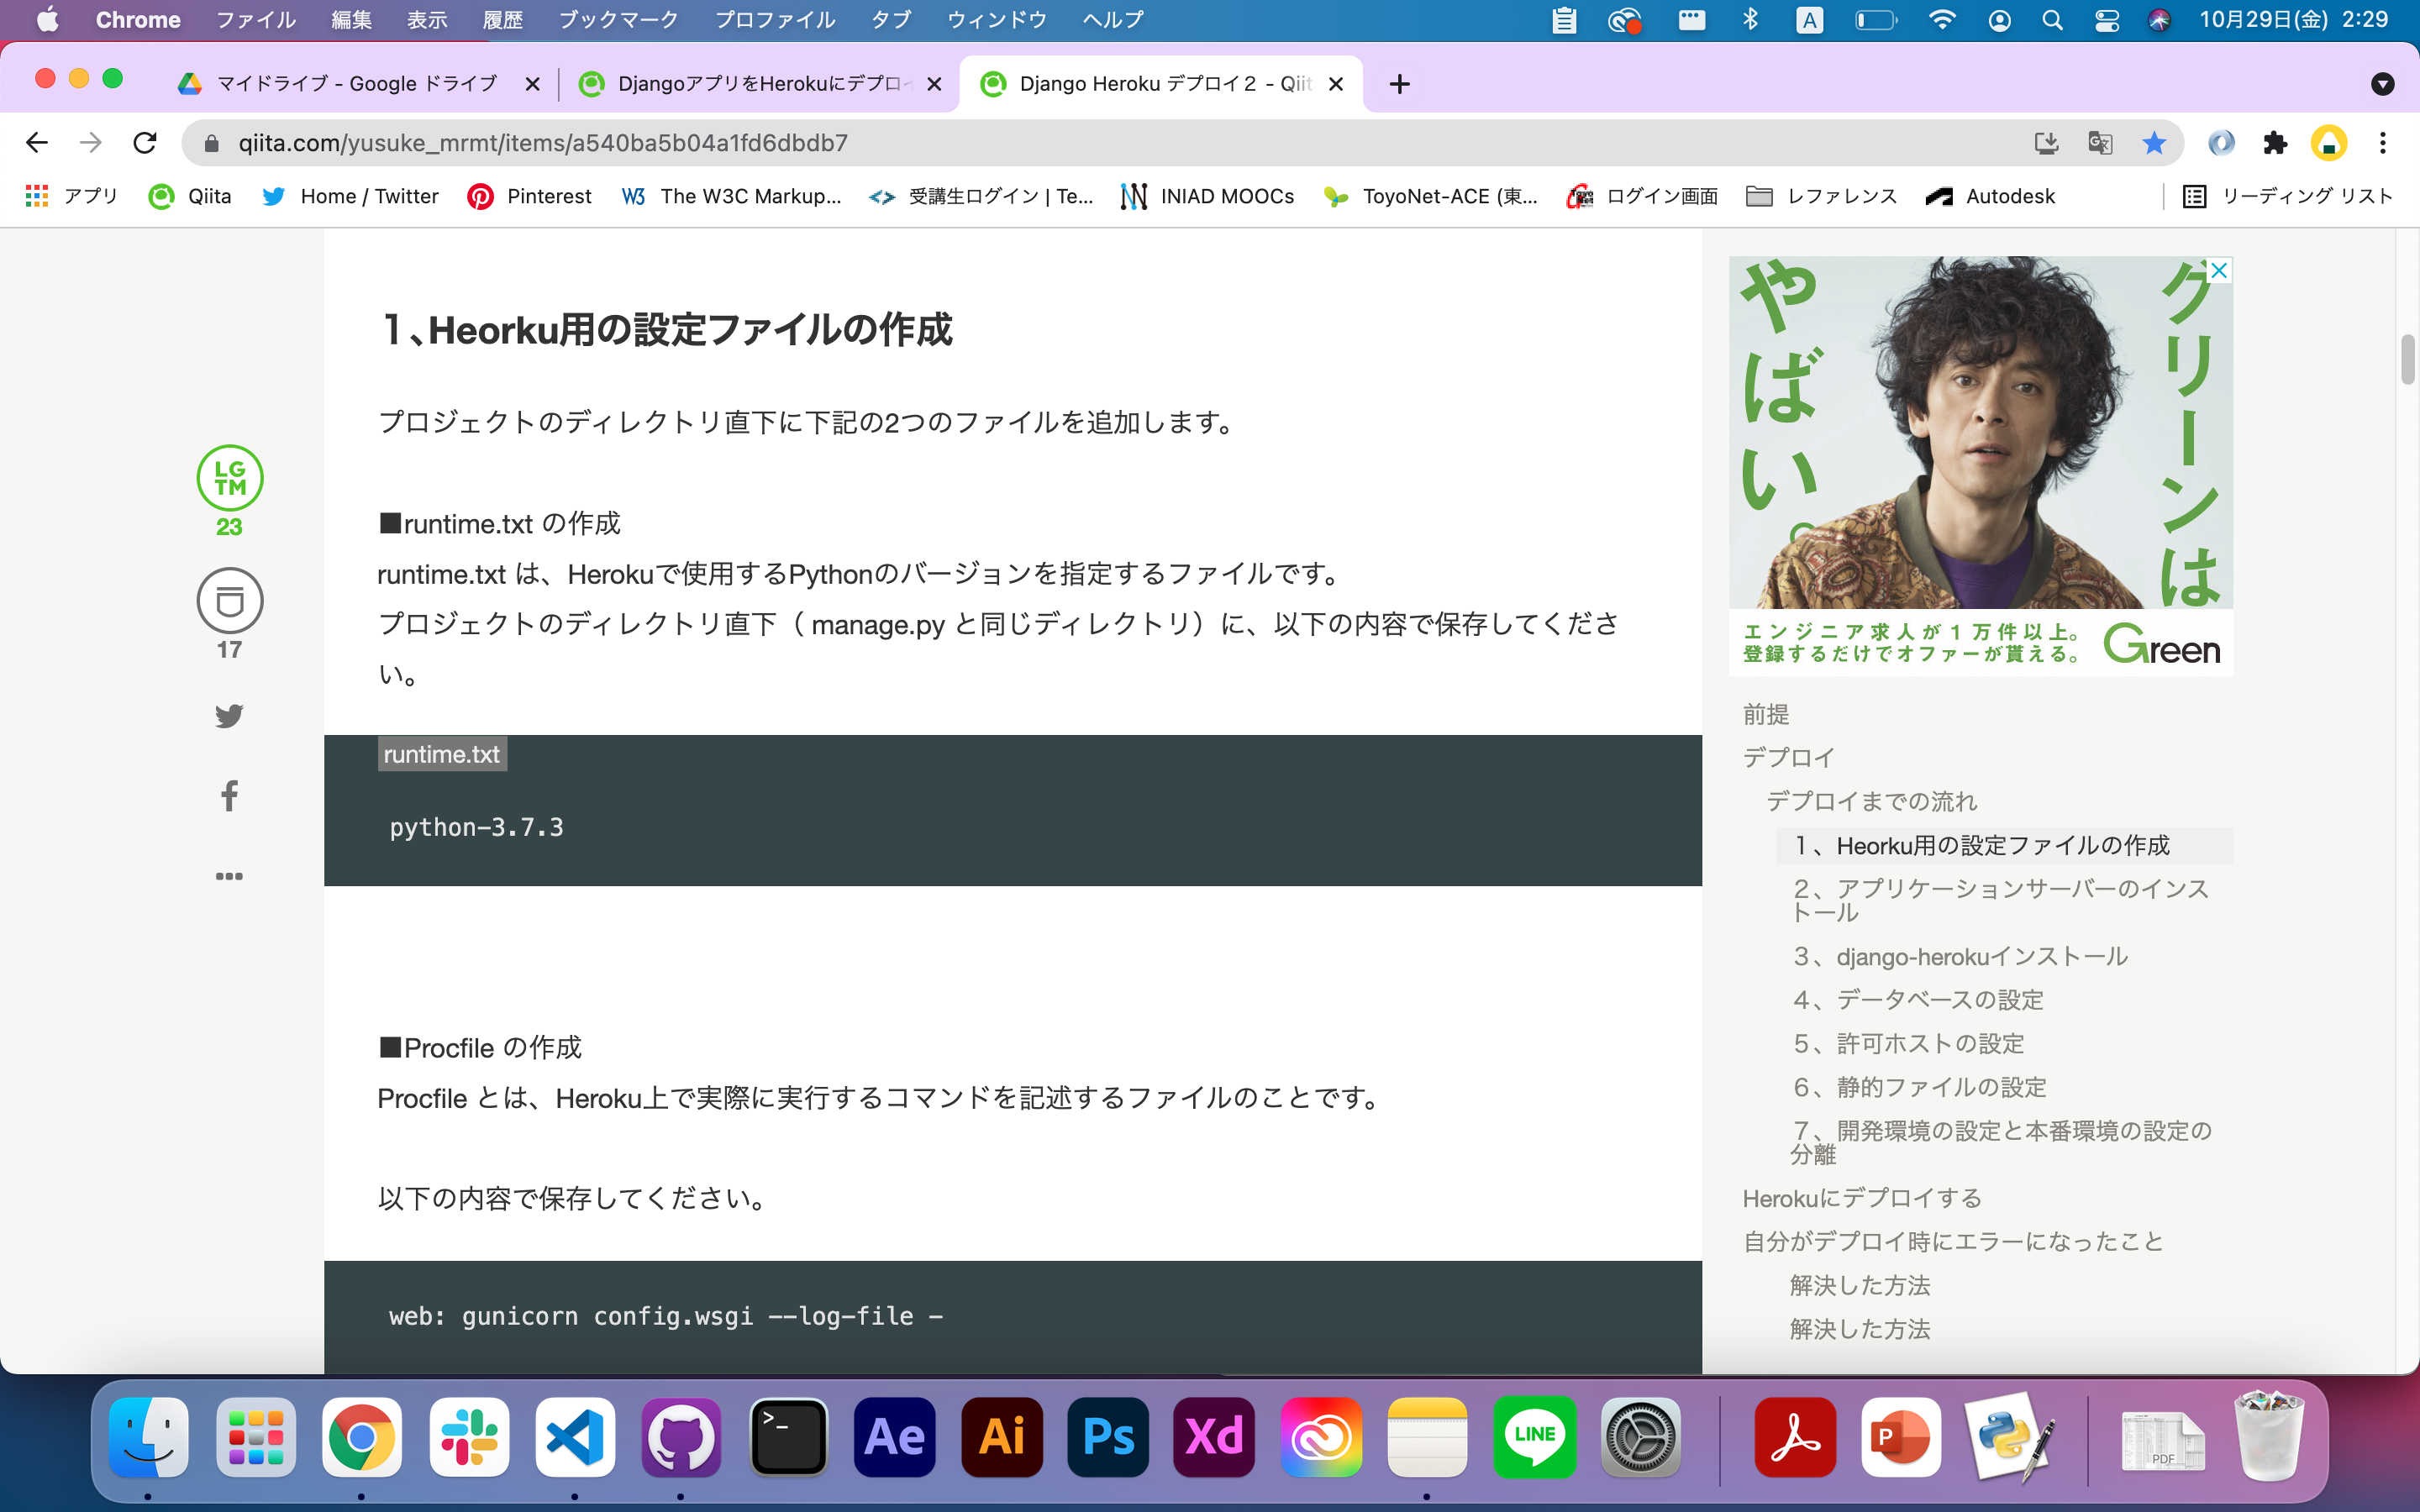 Chrome ファイル 編集 表示 履歴 ブックマーク プロファイル タブ ウィンドウ ヘルプ
A 10月29日(金) 2:29
マイドライブ - Google ドライブ
DjangoアプリをHerokuにデプロイ
Django Heroku デプロイ２ - Qiit
qiita.com/yusuke_mrmt/items/a540ba5b04a1fd6dbdb7
アプリ Qiita Home / Twitter Pinterest The W3C Markup... 受講生ログイン | Te... INIAD MOOCs ToyoNet-ACE (東... ログイン画面 レファレンス Autodesk リーディング リスト
１、Heorku用の設定ファイルの作成
プロジェクトのディレクトリ直下に下記の2つのファイルを追加します。
■runtime.txt の作成
runtime.txt は、Herokuで使用するPythonのバージョンを指定するファイルです。
プロジェクトのディレクトリ直下（ manage.py と同じディレクトリ）に、以下の内容で保存してくださ
い。
runtime.txt
python-3.7.3
■Procfile の作成
Procfile とは、Heroku上で実際に実行するコマンドを記述するファイルのことです。
以下の内容で保存してください。
web: gunicorn config.wsgi --log-file -
LG
TM
23
17
グリーンは
やばい。
エンジニア求人が1万件以上。
登録するだけでオファーが貰える。
Green
前提
デプロイ
デプロイまでの流れ
１、Heorku用の設定ファイルの作成
２、アプリケーションサーバーのインス
トール
３、django-herokuインストール
４、データベースの設定
５、許可ホストの設定
６、静的ファイルの設定
７、開発環境の設定と本番環境の設定の
分離
Herokuにデプロイする
自分がデプロイ時にエラーになったこと
解決した方法
解決した方法
>_
Ae
Ai
Ps
Xd
LINE
P
PDF